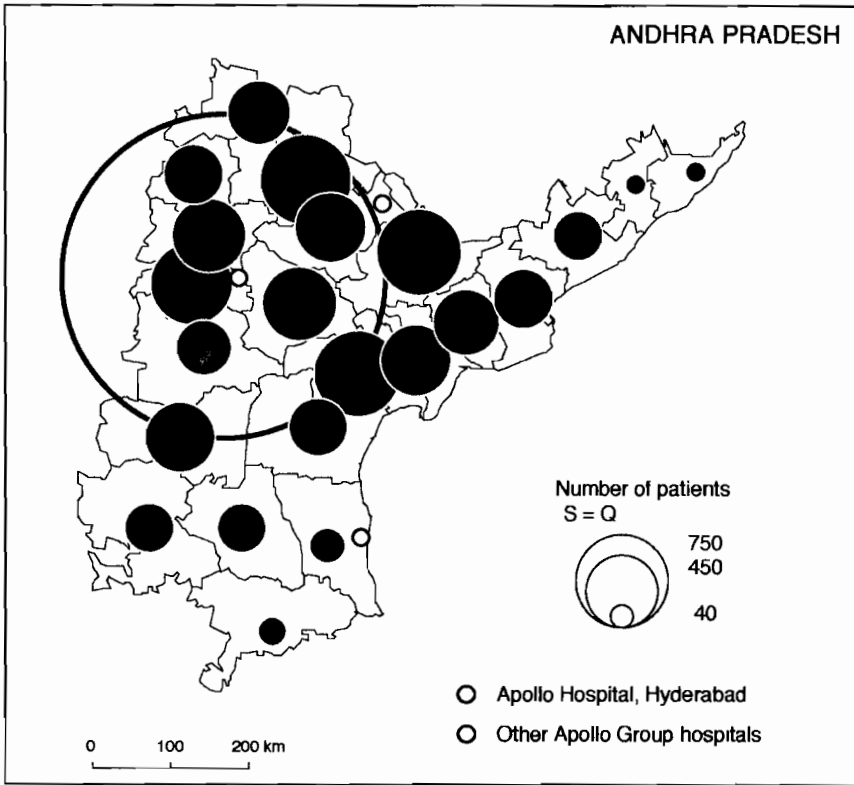 ANDHRA PRADESH
Number of patients
S = Q
750
450
40
Apollo Hospital, Hyderabad
Other Apollo Group hospitals
0 100 200 km